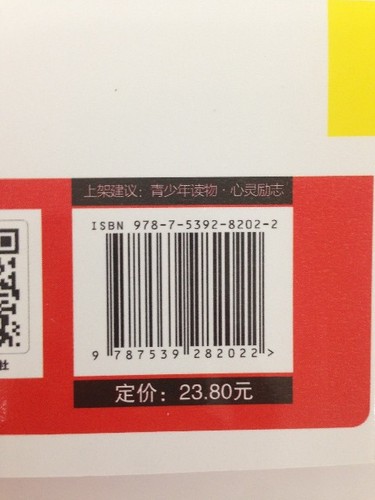 上架建议：青少年读物·心灵励志
ISBN 978-7-5392-8202-2
9 787539 282022 >
社
定价：23.80元